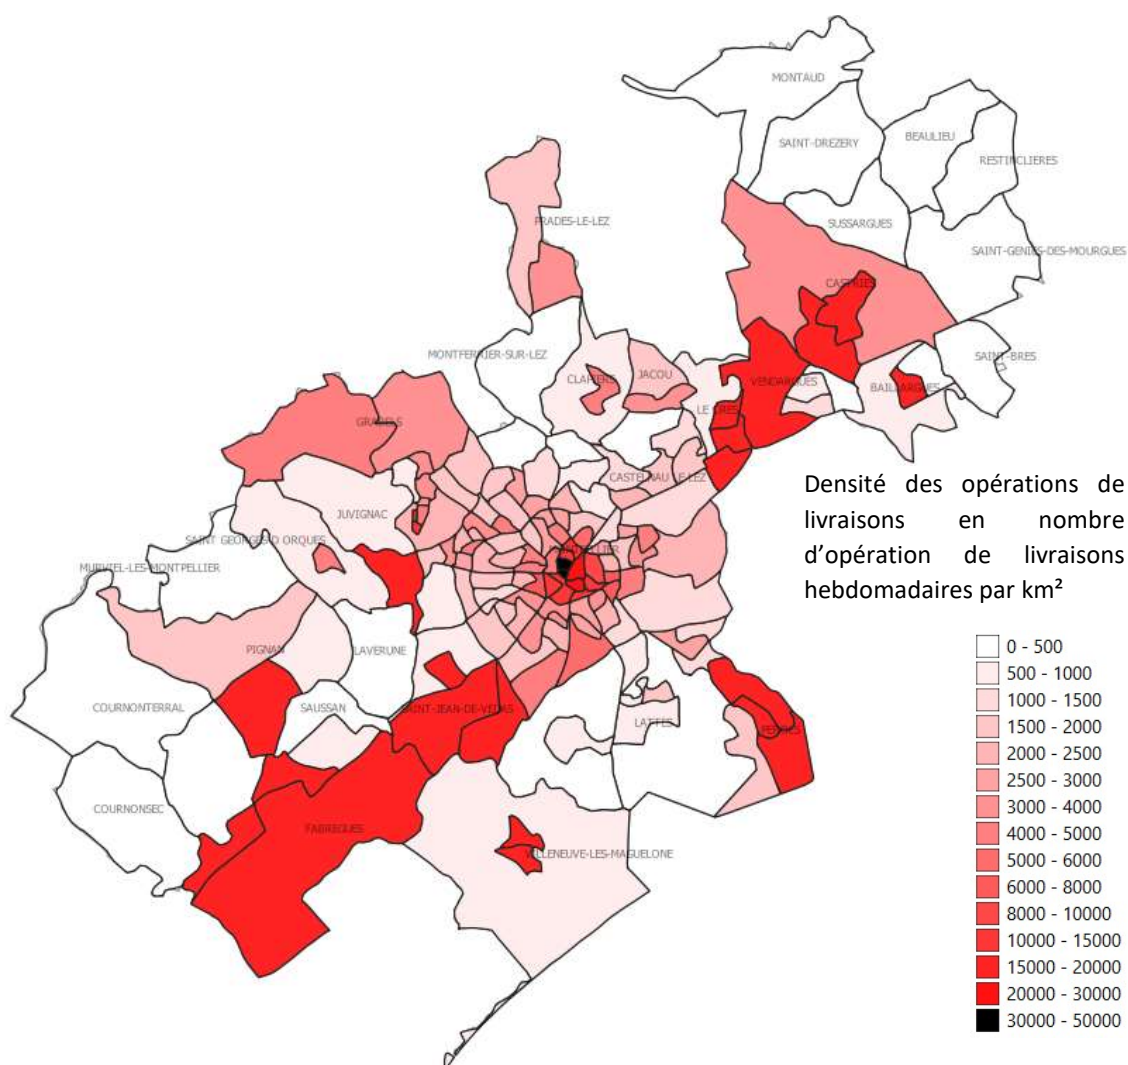 MONTAUD
SAINT-DREZERY
BEAULIEU
RESTINCLIERES
PRADES-LE-LEZ
SUSSARGUES
SAINT-GENIES-DES-MOURGUES
CASTRIES
MONTFERRIER-SUR-LEZ
SAINT-BRES
CLAPIERS
JACOU
VENDARGUES
BAILLARGUES
LE CRES
GRABELS
CASTELNAU LE LEZ
Densité des opérations de
livraisons en nombre
d’opération de livraisons
hebdomadaires par km²
JUVIGNAC
SAINT GEORGES D ORQUES
MURVIEL-LES-MONTPELLIER
MONTPELLIER
PIGNAN
LAVERUNE
COURNONTERRAL
SAUSSAN
SAINT-JEAN-DE-VEDAS
LATTES
PEROLS
COURNONSEC
FABREGUES
VILLENEUVE-LES-MAGUELONE
0 - 500
500 - 1000
1000 - 1500
1500 - 2000
2000 - 2500
2500 - 3000
3000 - 4000
4000 - 5000
5000 - 6000
6000 - 8000
8000 - 10000
10000 - 15000
15000 - 20000
20000 - 30000
30000 - 50000